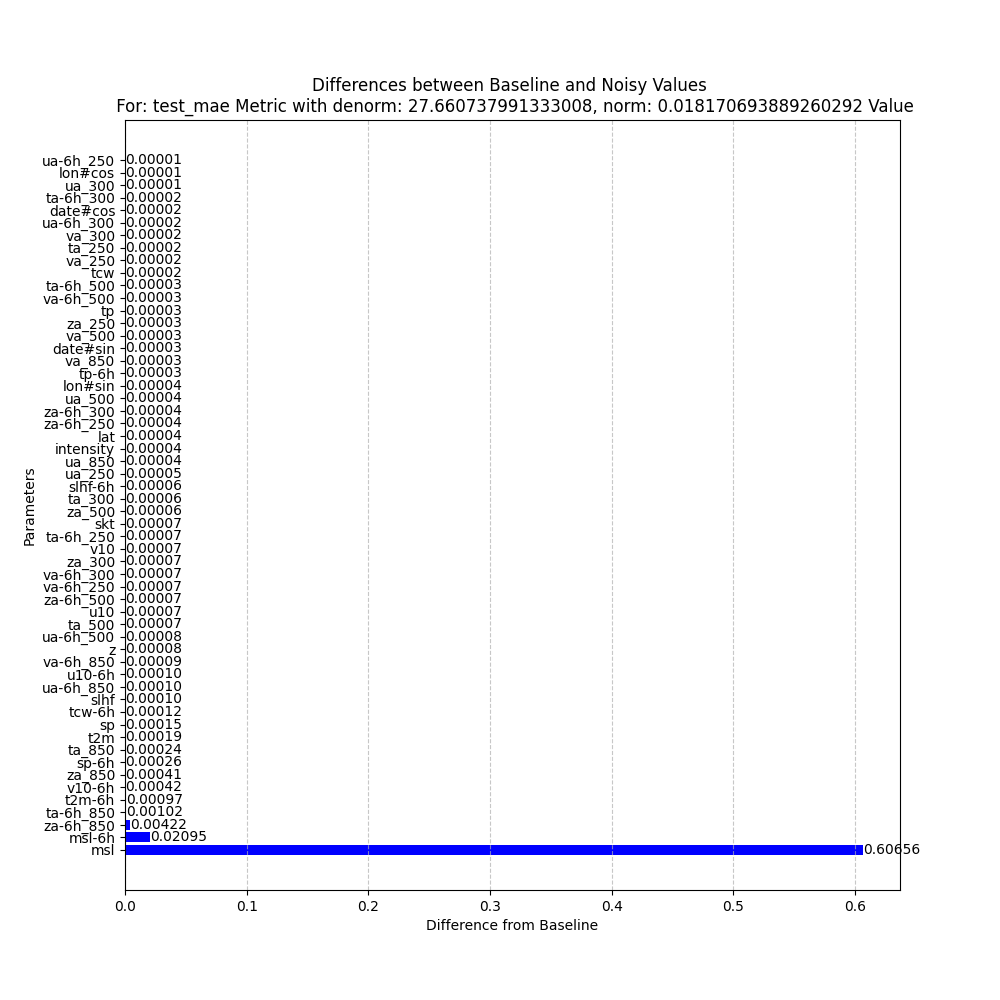 Differences between Baseline and Noisy Values
For: test_mae Metric with denorm: 27.660737991333008, norm: 0.018170693889260292 Value
Parameters
ua-6h_250 0.00001
lon#cos 0.00001
ua_300 0.00001
ta-6h_300 0.00002
date#cos 0.00002
ua-6h_300 0.00002
va_300 0.00002
ta_250 0.00002
va_250 0.00002
tcw 0.00002
ta-6h_500 0.00003
va-6h_500 0.00003
tp 0.00003
za_250 0.00003
va_500 0.00003
date#sin 0.00003
va_850 0.00003
tp-6h 0.00003
lon#sin 0.00004
ua_500 0.00004
za-6h_300 0.00004
za-6h_250 0.00004
lat 0.00004
intensity 0.00004
ua_850 0.00004
ua_250 0.00005
slhf-6h 0.00006
ta_300 0.00006
za_500 0.00006
skt 0.00007
ta-6h_250 0.00007
v10 0.00007
za_300 0.00007
va-6h_300 0.00007
va-6h_250 0.00007
za-6h_500 0.00007
u10 0.00007
ta_500 0.00007
ua-6h_500 0.00008
z 0.00008
va-6h_850 0.00009
u10-6h 0.00010
ua-6h_850 0.00010
slhf 0.00010
tcw-6h 0.00012
sp 0.00015
t2m 0.00019
ta_850 0.00024
sp-6h 0.00026
za_850 0.00041
v10-6h 0.00042
t2m-6h 0.00097
ta-6h_850 0.00102
za-6h_850 0.00422
msl-6h 0.02095
msl 0.60656
0.0 0.1 0.2 0.3 0.4 0.5 0.6
Difference from Baseline